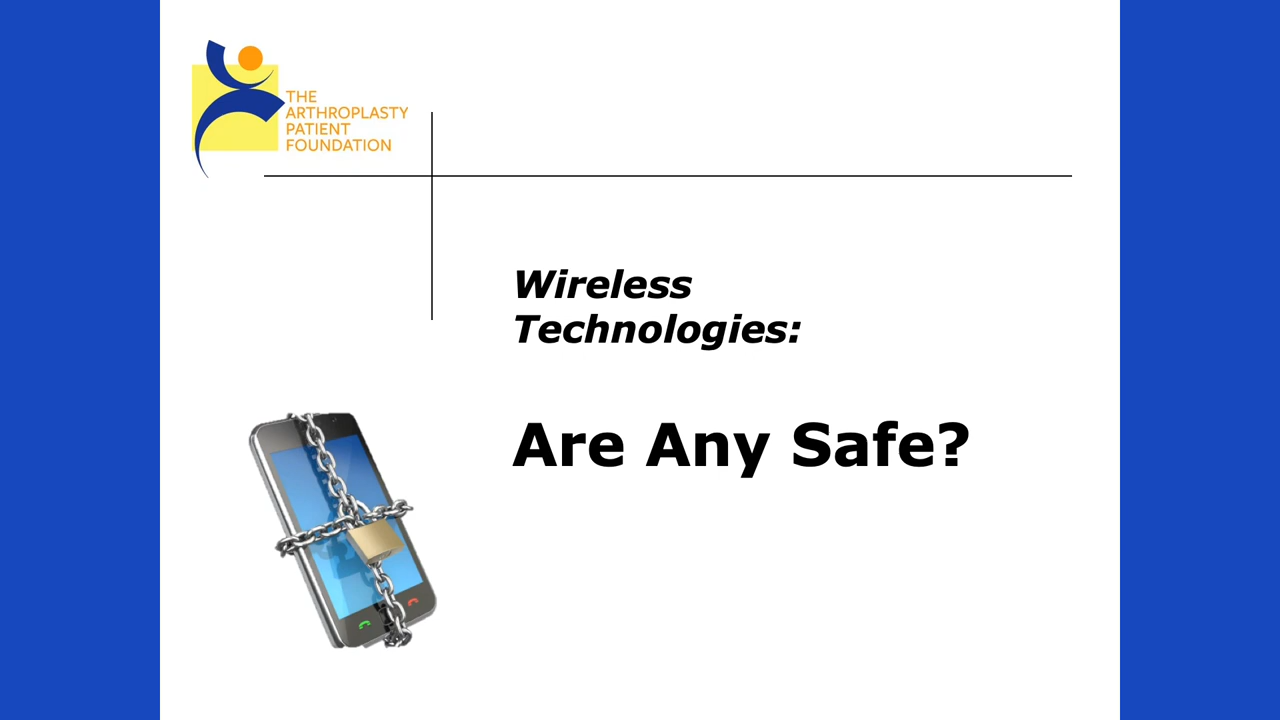 THE
ARTHROPLASTY
PATIENT
FOUNDATION
Wireless
Technologies:
Are Any Safe?